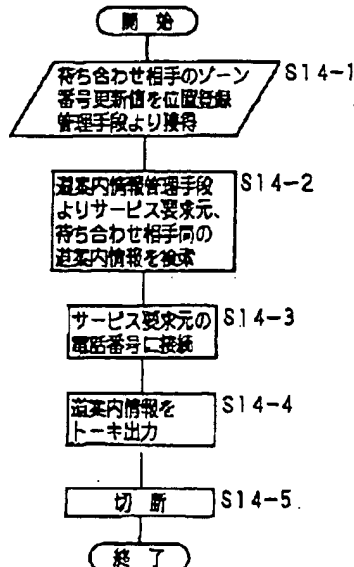 開始
待ち合わせ相手のゾーン S14-1
番号更新値を位置登録
管理手段より獲得
道案内情報管理手段 S14-2
よりサービス要求元、
待ち合わせ相手間の
道案内情報を検索
サービス要求元の S14-3
電話番号に接続
道案内情報を S14-4
トーキ出力
切断 S14-5
終了